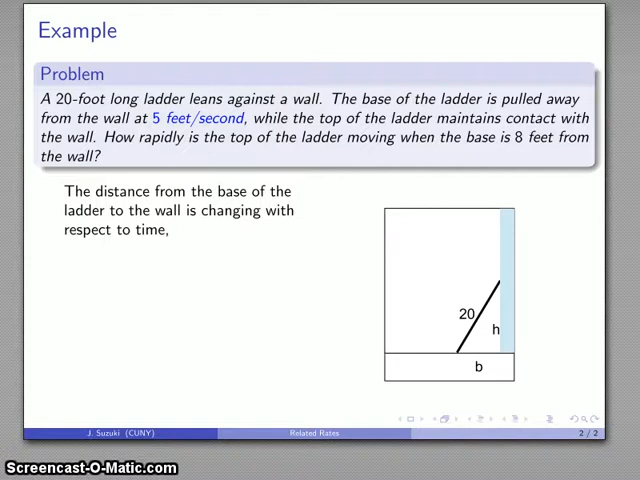 Example
Problem
A 20-foot long ladder leans against a wall. The base of the ladder is pulled away
from the wall at 5 feet/second, while the top of the ladder maintains contact with
the wall. How rapidly is the top of the ladder moving when the base is 8 feet from
the wall?
The distance from the base of the
ladder to the wall is changing with
respect to time,
20
h
b
J. Suzuki (CUNY)
Related Rates
2 / 2
Screencast-O-Matic.com